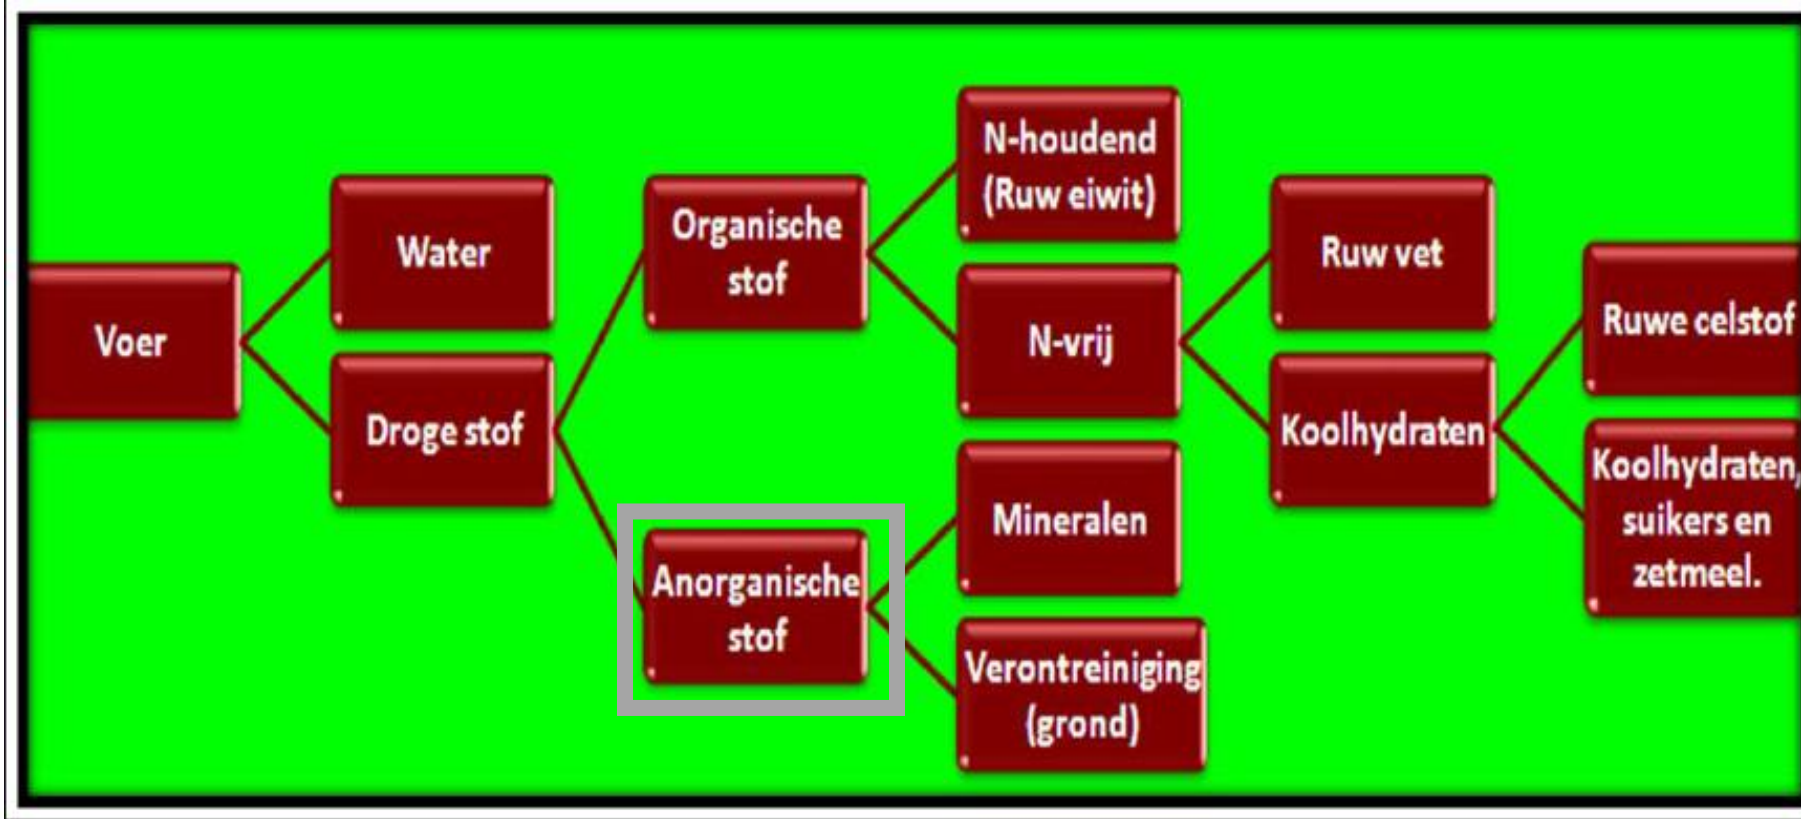 Voer
Water
Droge stof
Organische
stof
Anorganische
stof
N-houdend
(Ruw eiwit)
N-vrij
Mineralen
Verontreiniging
(grond)
Ruw vet
Koolhydraten
Ruwe celstof
Koolhydraten,
suikers en
zetmeel.